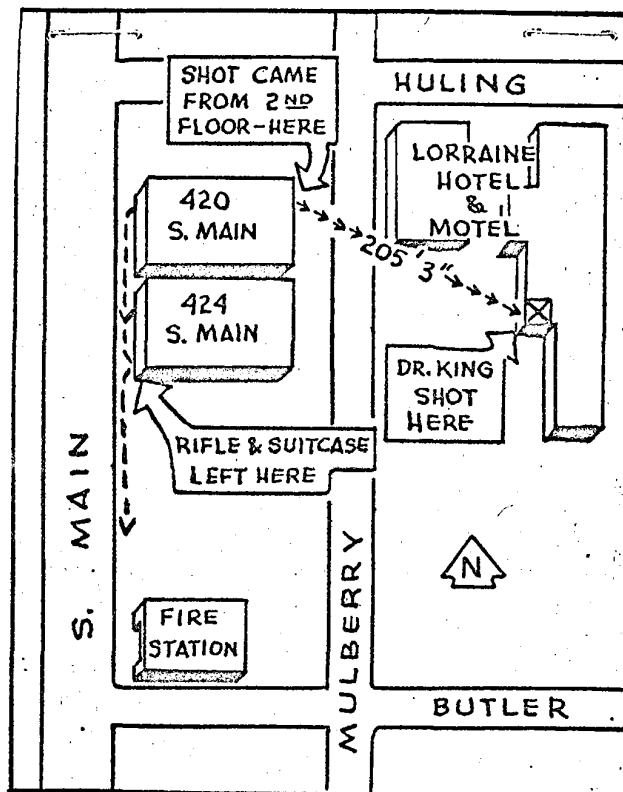 SHOT CAME
FROM 2ND
FLOOR-HERE
HULING
LORRAINE
HOTEL
&
MOTEL
420
S. MAIN
205'3"
424
S. MAIN
DR. KING
SHOT
HERE
RIFLE & SUITCASE
LEFT HERE
S. MAIN
MULBERRY
N
FIRE
STATION
BUTLER